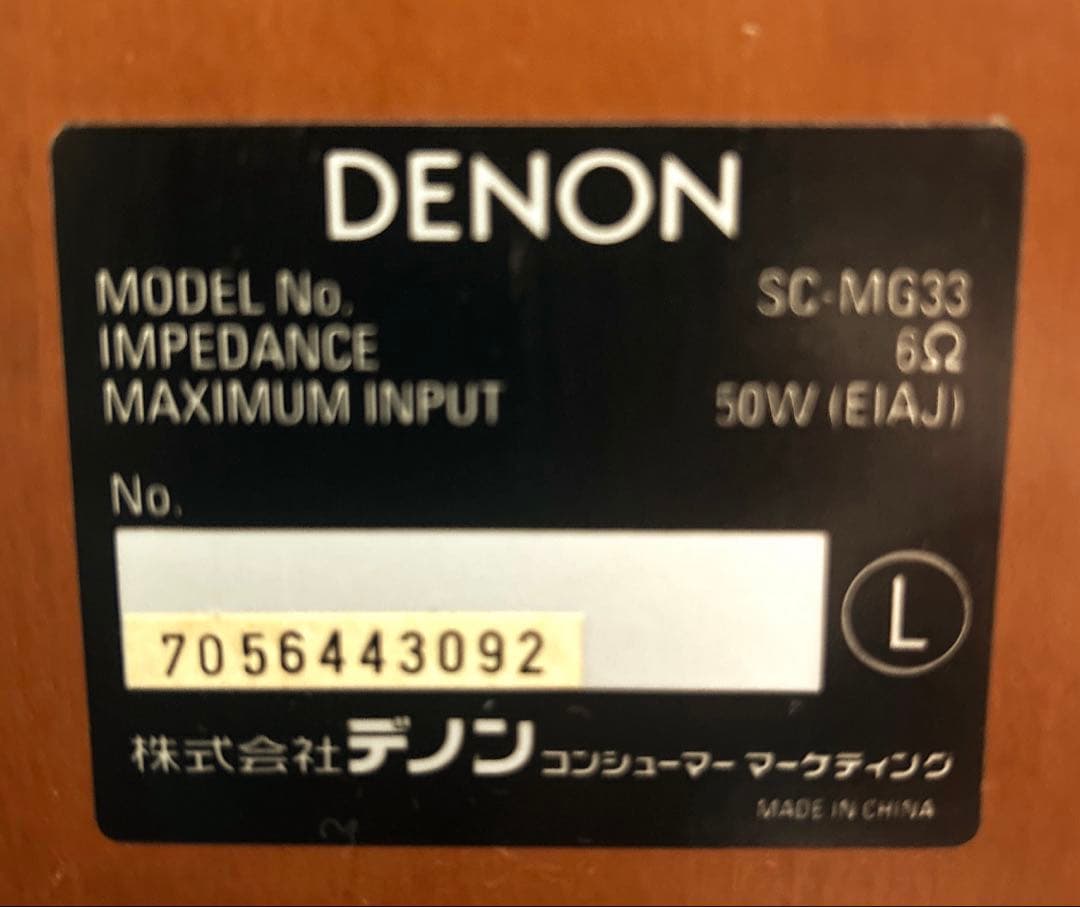 DENON
MODEL No. SC-MG33
IMPEDANCE 6Ω
MAXIMUM INPUT 50W (EIAJ)
No.
7056443092
L
株式会社デノン コンシューマー マーケティング
MADE IN CHINA